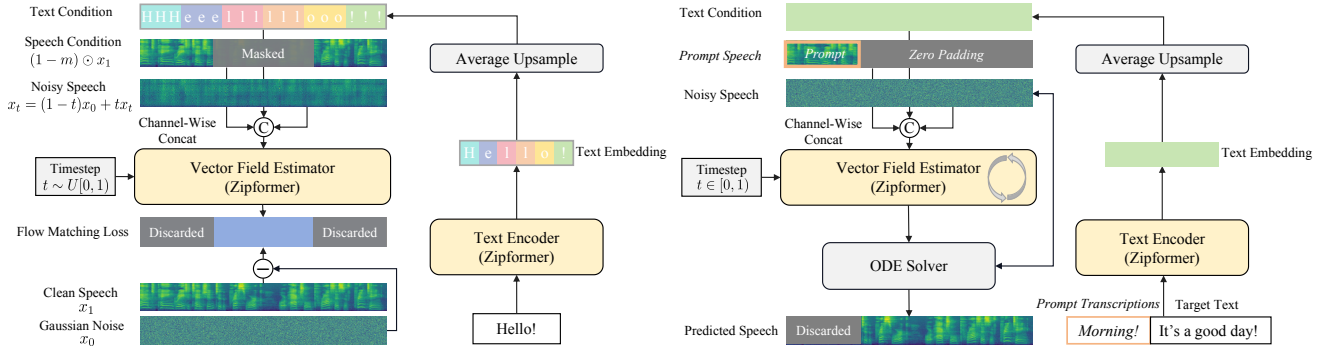 Text Condition
HHHeeellllllooo!!!
Speech Condition
(1 − m) ⊙ x₁
Masked
Average Upsample
Noisy Speech
xₜ = (1 − t)x₀ + txₜ
Channel-Wise
Concat
C
Hello!
Text Embedding
Timestep
t ∼ U[0, 1)
Vector Field Estimator
(Zipformer)
Flow Matching Loss
Discarded
Discarded
Text Encoder
(Zipformer)
−
Clean Speech
x₁
Gaussian Noise
x₀
Hello!
Text Condition
Prompt Speech
Prompt
Zero Padding
Average Upsample
Noisy Speech
Channel-Wise
Concat
C
Text Embedding
Timestep
t ∈ [0, 1)
Vector Field Estimator
(Zipformer)
Text Encoder
(Zipformer)
ODE Solver
Prompt Transcriptions
Target Text
Predicted Speech
Discarded
Morning!
It's a good day!